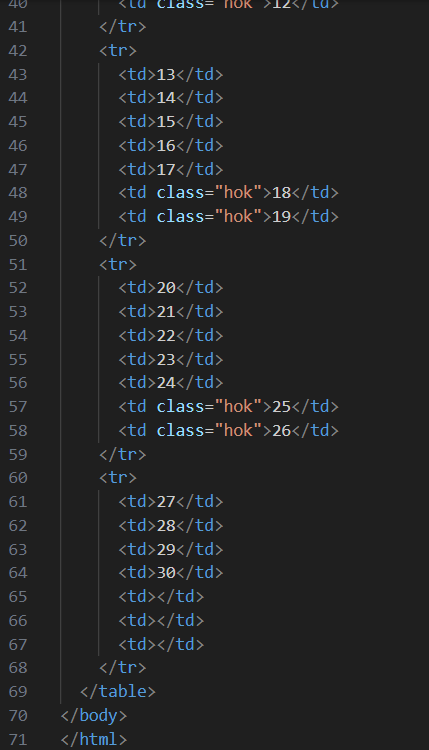 40 <td class="hok">12</td>
41 </tr>
42 <tr>
43 <td>13</td>
44 <td>14</td>
45 <td>15</td>
46 <td>16</td>
47 <td>17</td>
48 <td class="hok">18</td>
49 <td class="hok">19</td>
50 </tr>
51 <tr>
52 <td>20</td>
53 <td>21</td>
54 <td>22</td>
55 <td>23</td>
56 <td>24</td>
57 <td class="hok">25</td>
58 <td class="hok">26</td>
59 </tr>
60 <tr>
61 <td>27</td>
62 <td>28</td>
63 <td>29</td>
64 <td>30</td>
65 <td></td>
66 <td></td>
67 <td></td>
68 </tr>
69 </table>
70 </body>
71 </html>